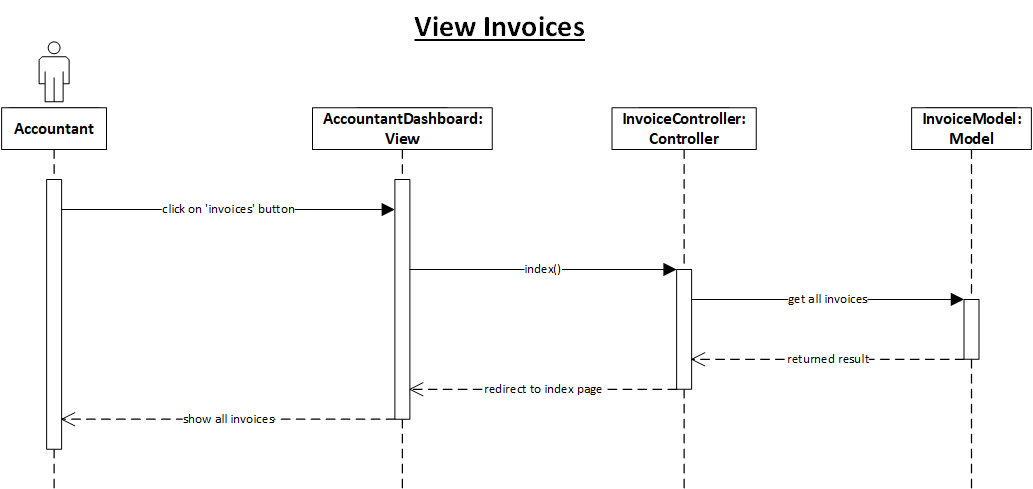 View Invoices
Accountant
AccountantDashboard:
View
InvoiceController:
Controller
InvoiceModel:
Model
click on 'invoices' button
index()
get all invoices
returned result
redirect to index page
show all invoices